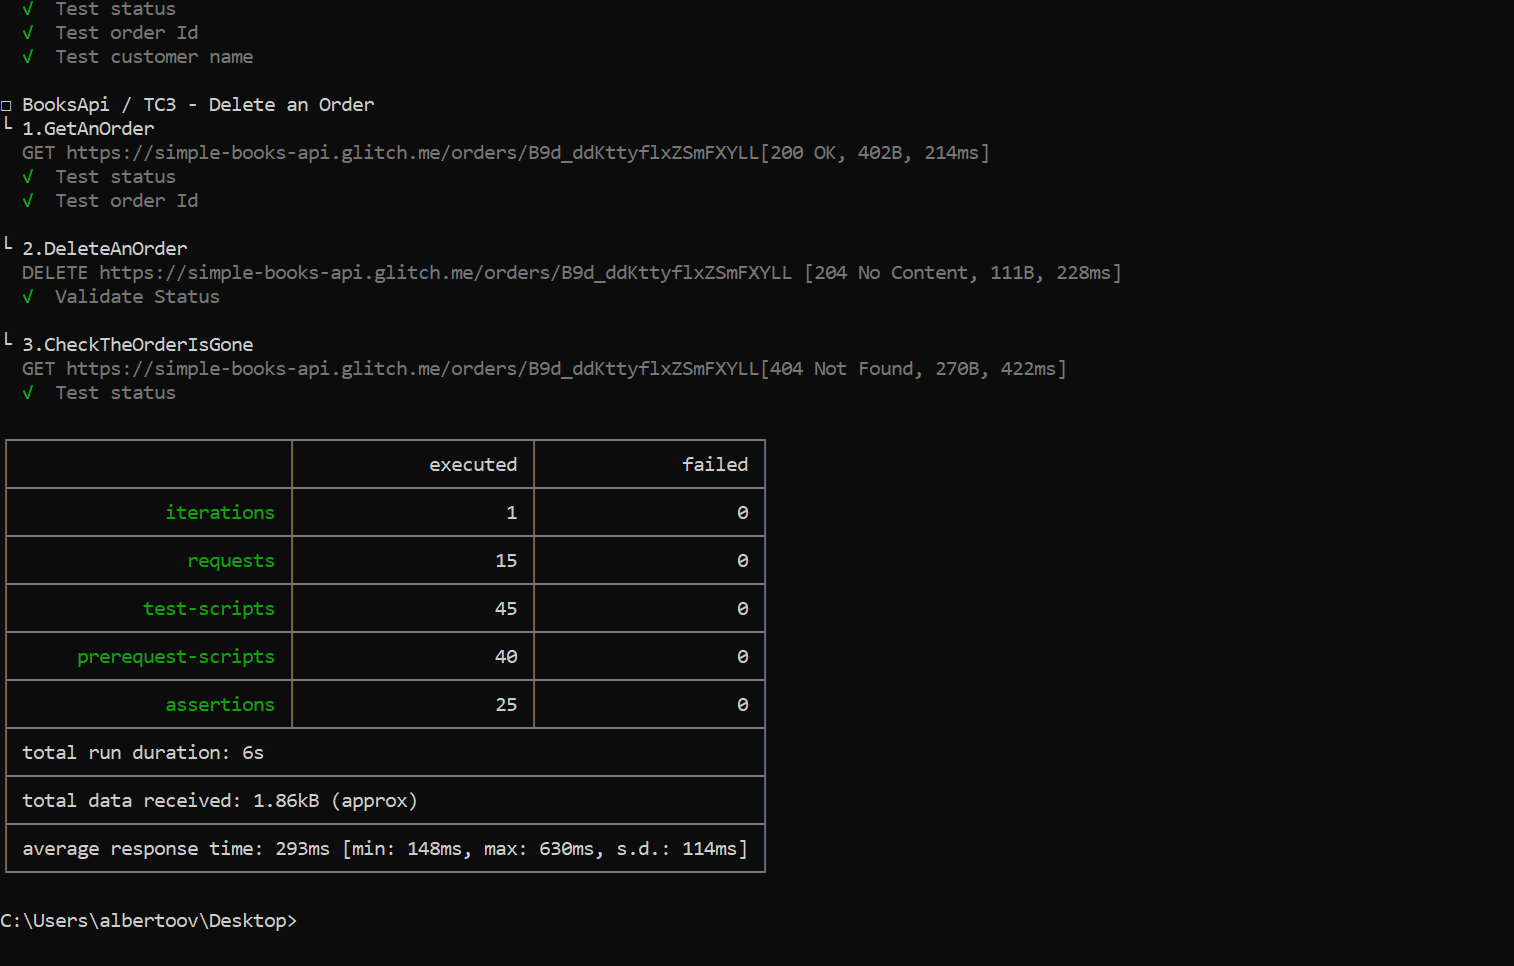 √ Test status
√ Test order Id
√ Test customer name
□ BooksApi / TC3 - Delete an Order
└ 1.GetAnOrder
GET https://simple-books-api.glitch.me/orders/B9d_ddKttyflxZSmFXYLL[200 OK, 402B, 214ms]
√ Test status
√ Test order Id
└ 2.DeleteAnOrder
DELETE https://simple-books-api.glitch.me/orders/B9d_ddKttyflxZSmFXYLL [204 No Content, 111B, 228ms]
√ Validate Status
└ 3.CheckTheOrderIsGone
GET https://simple-books-api.glitch.me/orders/B9d_ddKttyflxZSmFXYLL[404 Not Found, 270B, 422ms]
√ Test status
executed failed
iterations 1 0
requests 15 0
test-scripts 45 0
prerequest-scripts 40 0
assertions 25 0
total run duration: 6s
total data received: 1.86kB (approx)
average response time: 293ms [min: 148ms, max: 630ms, s.d.: 114ms]
C:\Users\albertoov\Desktop>